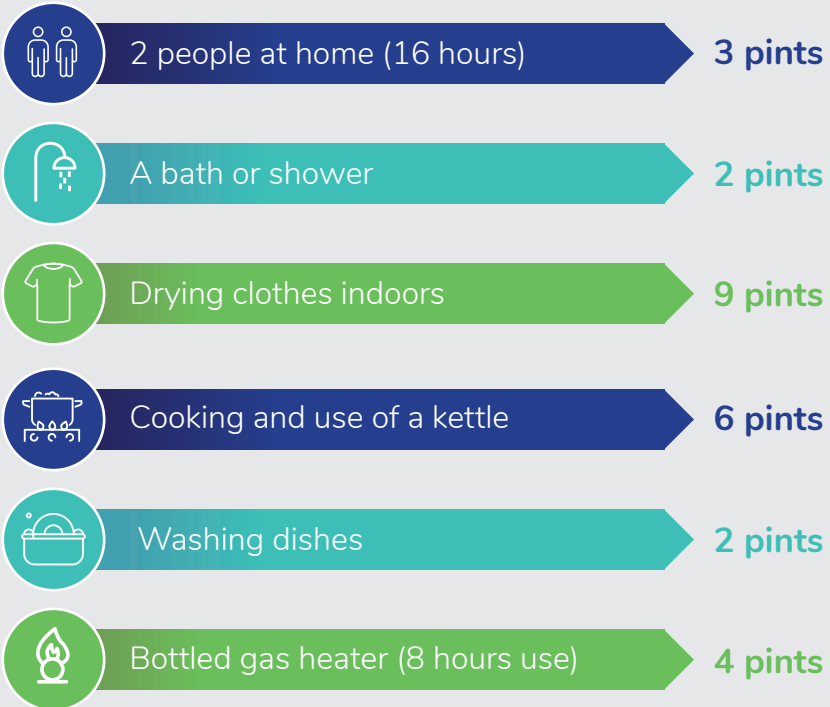 2 people at home (16 hours) 3 pints
A bath or shower 2 pints
Drying clothes indoors 9 pints
Cooking and use of a kettle 6 pints
Washing dishes 2 pints
Bottled gas heater (8 hours use) 4 pints